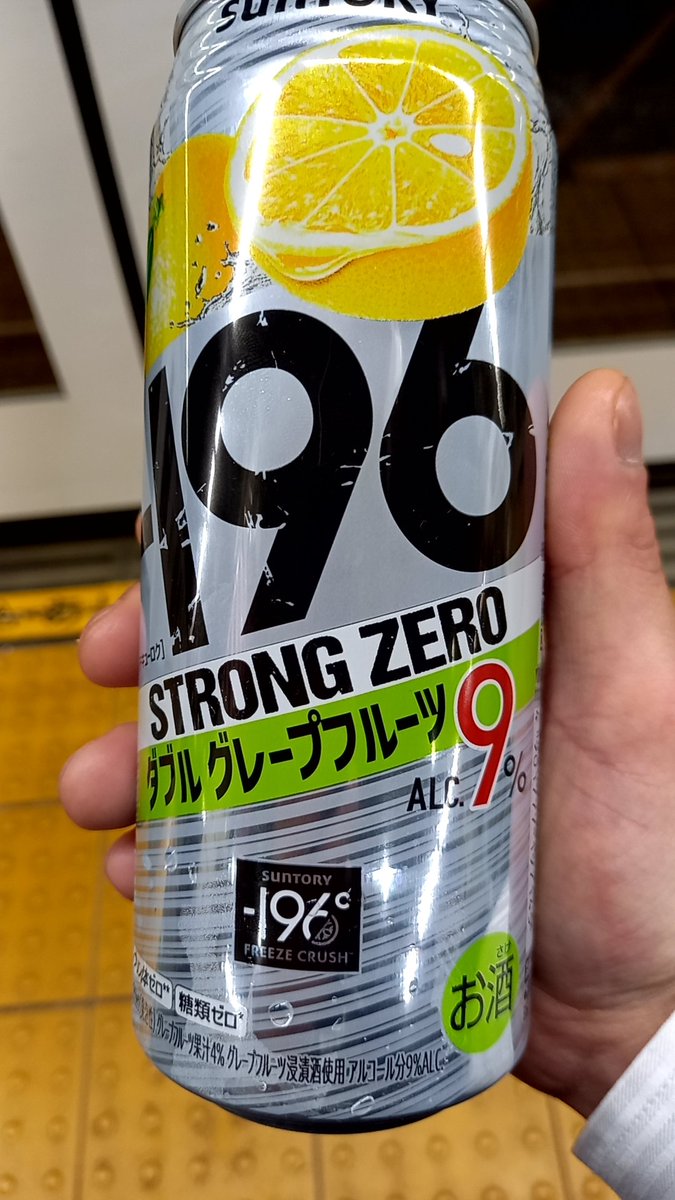 SUNTORY
-196
STRONG ZERO
ダブル グレープフルーツ
ALC. 9%
SUNTORY
-196°
FREEZE CRUSH
さけ
お酒
糖類ゼロ*
グレープフルーツ果汁4% グレープフルーツ浸漬酒使用・アルコール分9%ALC.